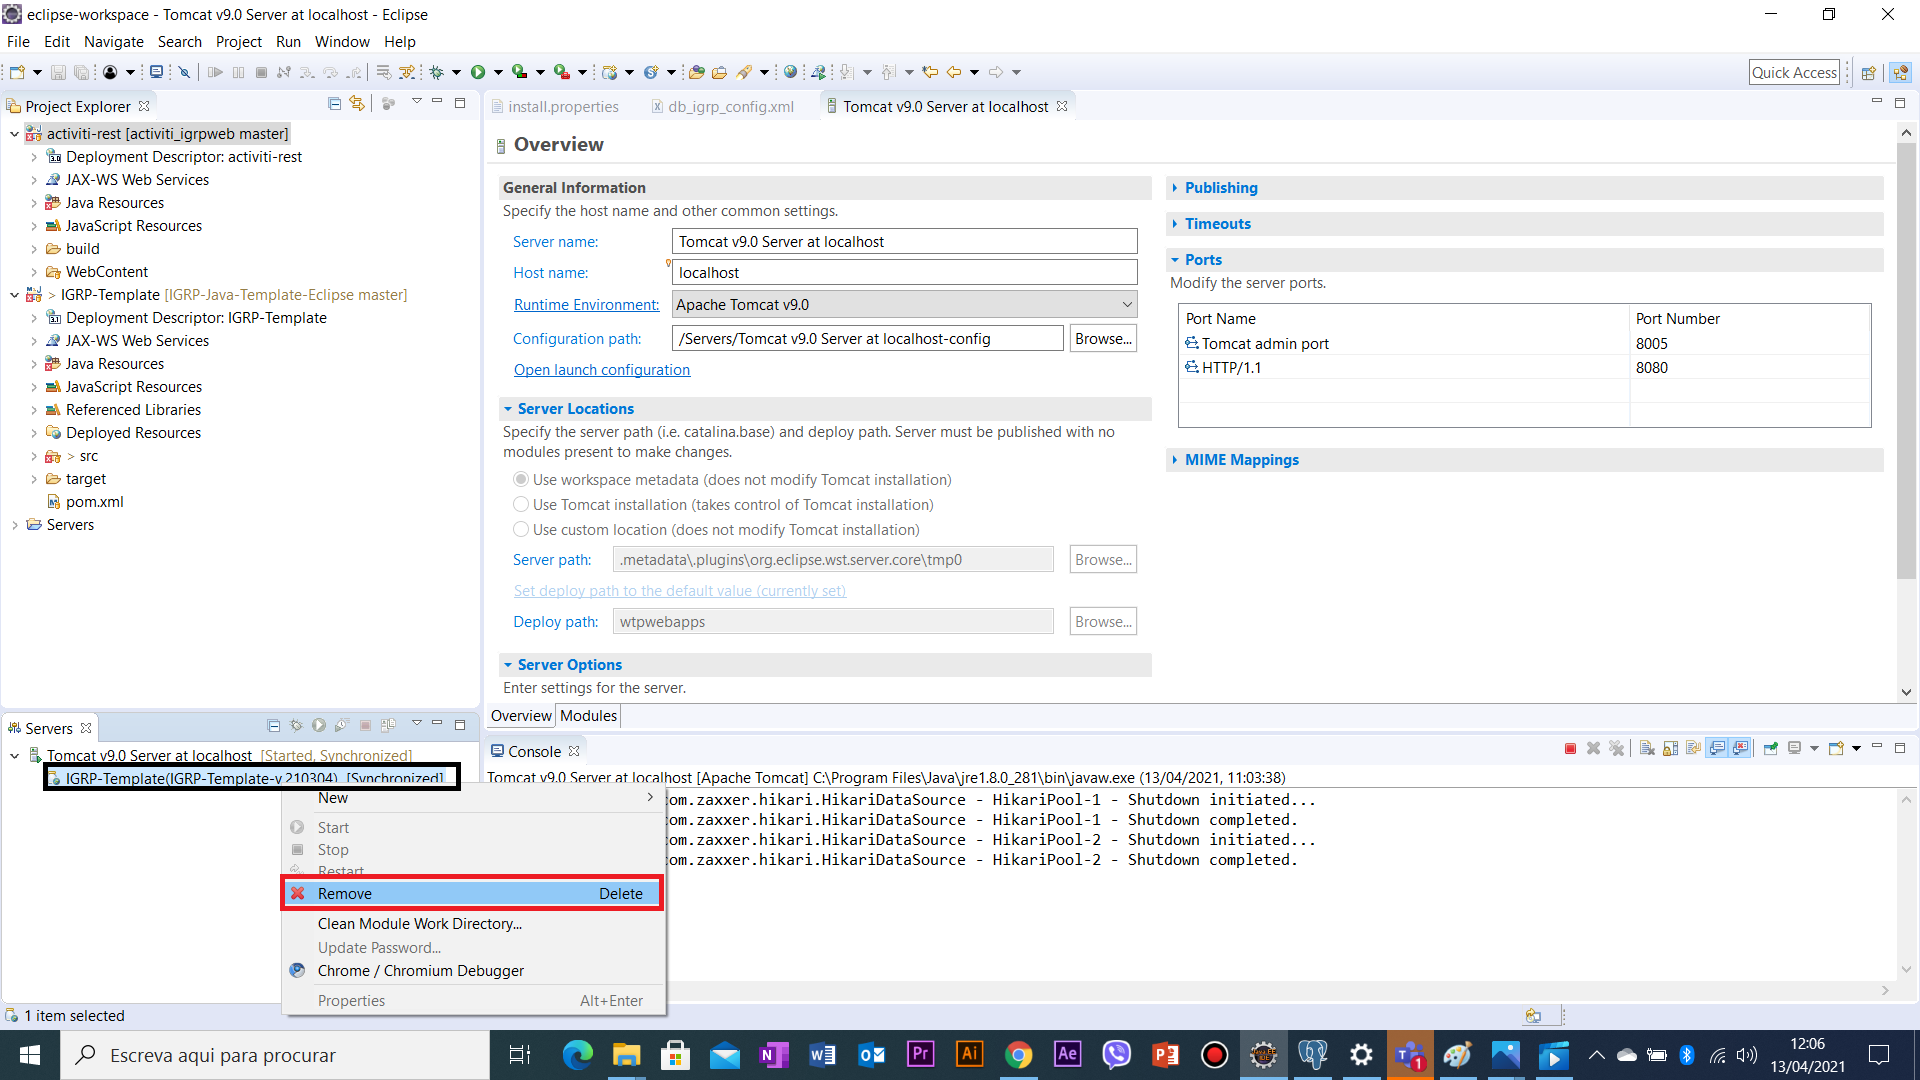 eclipse-workspace - Tomcat v9.0 Server at localhost - Eclipse
File Edit Navigate Search Project Run Window Help
Quick Access
Project Explorer
activiti-rest [activiti_igrpweb master]
Deployment Descriptor: activiti-rest
JAX-WS Web Services
Java Resources
JavaScript Resources
build
WebContent
> IGRP-Template [IGRP-Java-Template-Eclipse master]
Deployment Descriptor: IGRP-Template
JAX-WS Web Services
Java Resources
JavaScript Resources
Referenced Libraries
Deployed Resources
> src
target
pom.xml
Servers
install.properties db_igrp_config.xml Tomcat v9.0 Server at localhost
Overview
General Information
Specify the host name and other common settings.
Server name: Tomcat v9.0 Server at localhost
Host name: localhost
Runtime Environment: Apache Tomcat v9.0
Configuration path: /Servers/Tomcat v9.0 Server at localhost-config Browse...
Open launch configuration
Server Locations
Specify the server path (i.e. catalina.base) and deploy path. Server must be published with no
modules present to make changes.
Use workspace metadata (does not modify Tomcat installation)
Use Tomcat installation (takes control of Tomcat installation)
Use custom location (does not modify Tomcat installation)
Server path: .metadata\.plugins\org.eclipse.wst.server.core\tmp0 Browse...
Set deploy path to the default value (currently set)
Deploy path: wtpwebapps Browse...
Server Options
Enter settings for the server.
Overview Modules
Publishing
Timeouts
Ports
Modify the server ports.
Port Name Port Number
Tomcat admin port 8005
HTTP/1.1 8080
MIME Mappings
Servers
Tomcat v9.0 Server at localhost [Started, Synchronized]
IGRP-Template(IGRP-Template-v.210304) [Synchronized]
New
Start
Stop
Restart
Remove Delete
Clean Module Work Directory...
Update Password...
Chrome / Chromium Debugger
Properties Alt+Enter
Console
Tomcat v9.0 Server at localhost [Apache Tomcat] C:\Program Files\Java\jre1.8.0_281\bin\javaw.exe (13/04/2021, 11:03:38)
com.zaxxer.hikari.HikariDataSource - HikariPool-1 - Shutdown initiated...
com.zaxxer.hikari.HikariDataSource - HikariPool-1 - Shutdown completed.
com.zaxxer.hikari.HikariDataSource - HikariPool-2 - Shutdown initiated...
com.zaxxer.hikari.HikariDataSource - HikariPool-2 - Shutdown completed.
1 item selected
Escreva aqui para procurar
Pr
Ai
Ae
1
12:06
13/04/2021